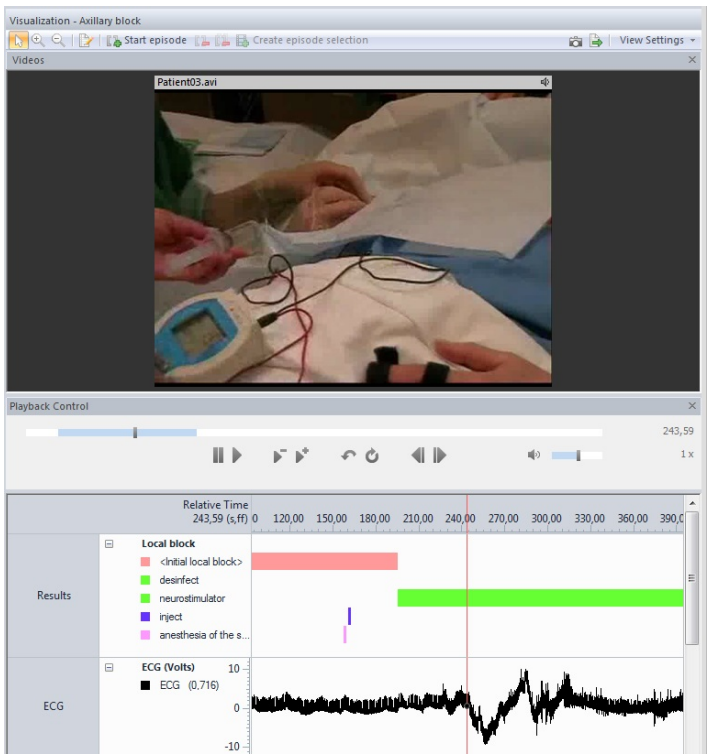 Visualization - Axillary block
Start episode Create episode selection View Settings
Videos
Patient03.avi
Playback Control
243,59
1 x
Relative Time
243,59 (s,ff) 0 120,00 150,00 180,00 210,00 240,00 270,00 300,00 330,00 360,00 390,0
Local block
<Initial local block>
desinfect
Results
neurostimulator
inject
anesthesia of the s...
ECG (Volts) 10
ECG (0,716)
ECG
0
-10